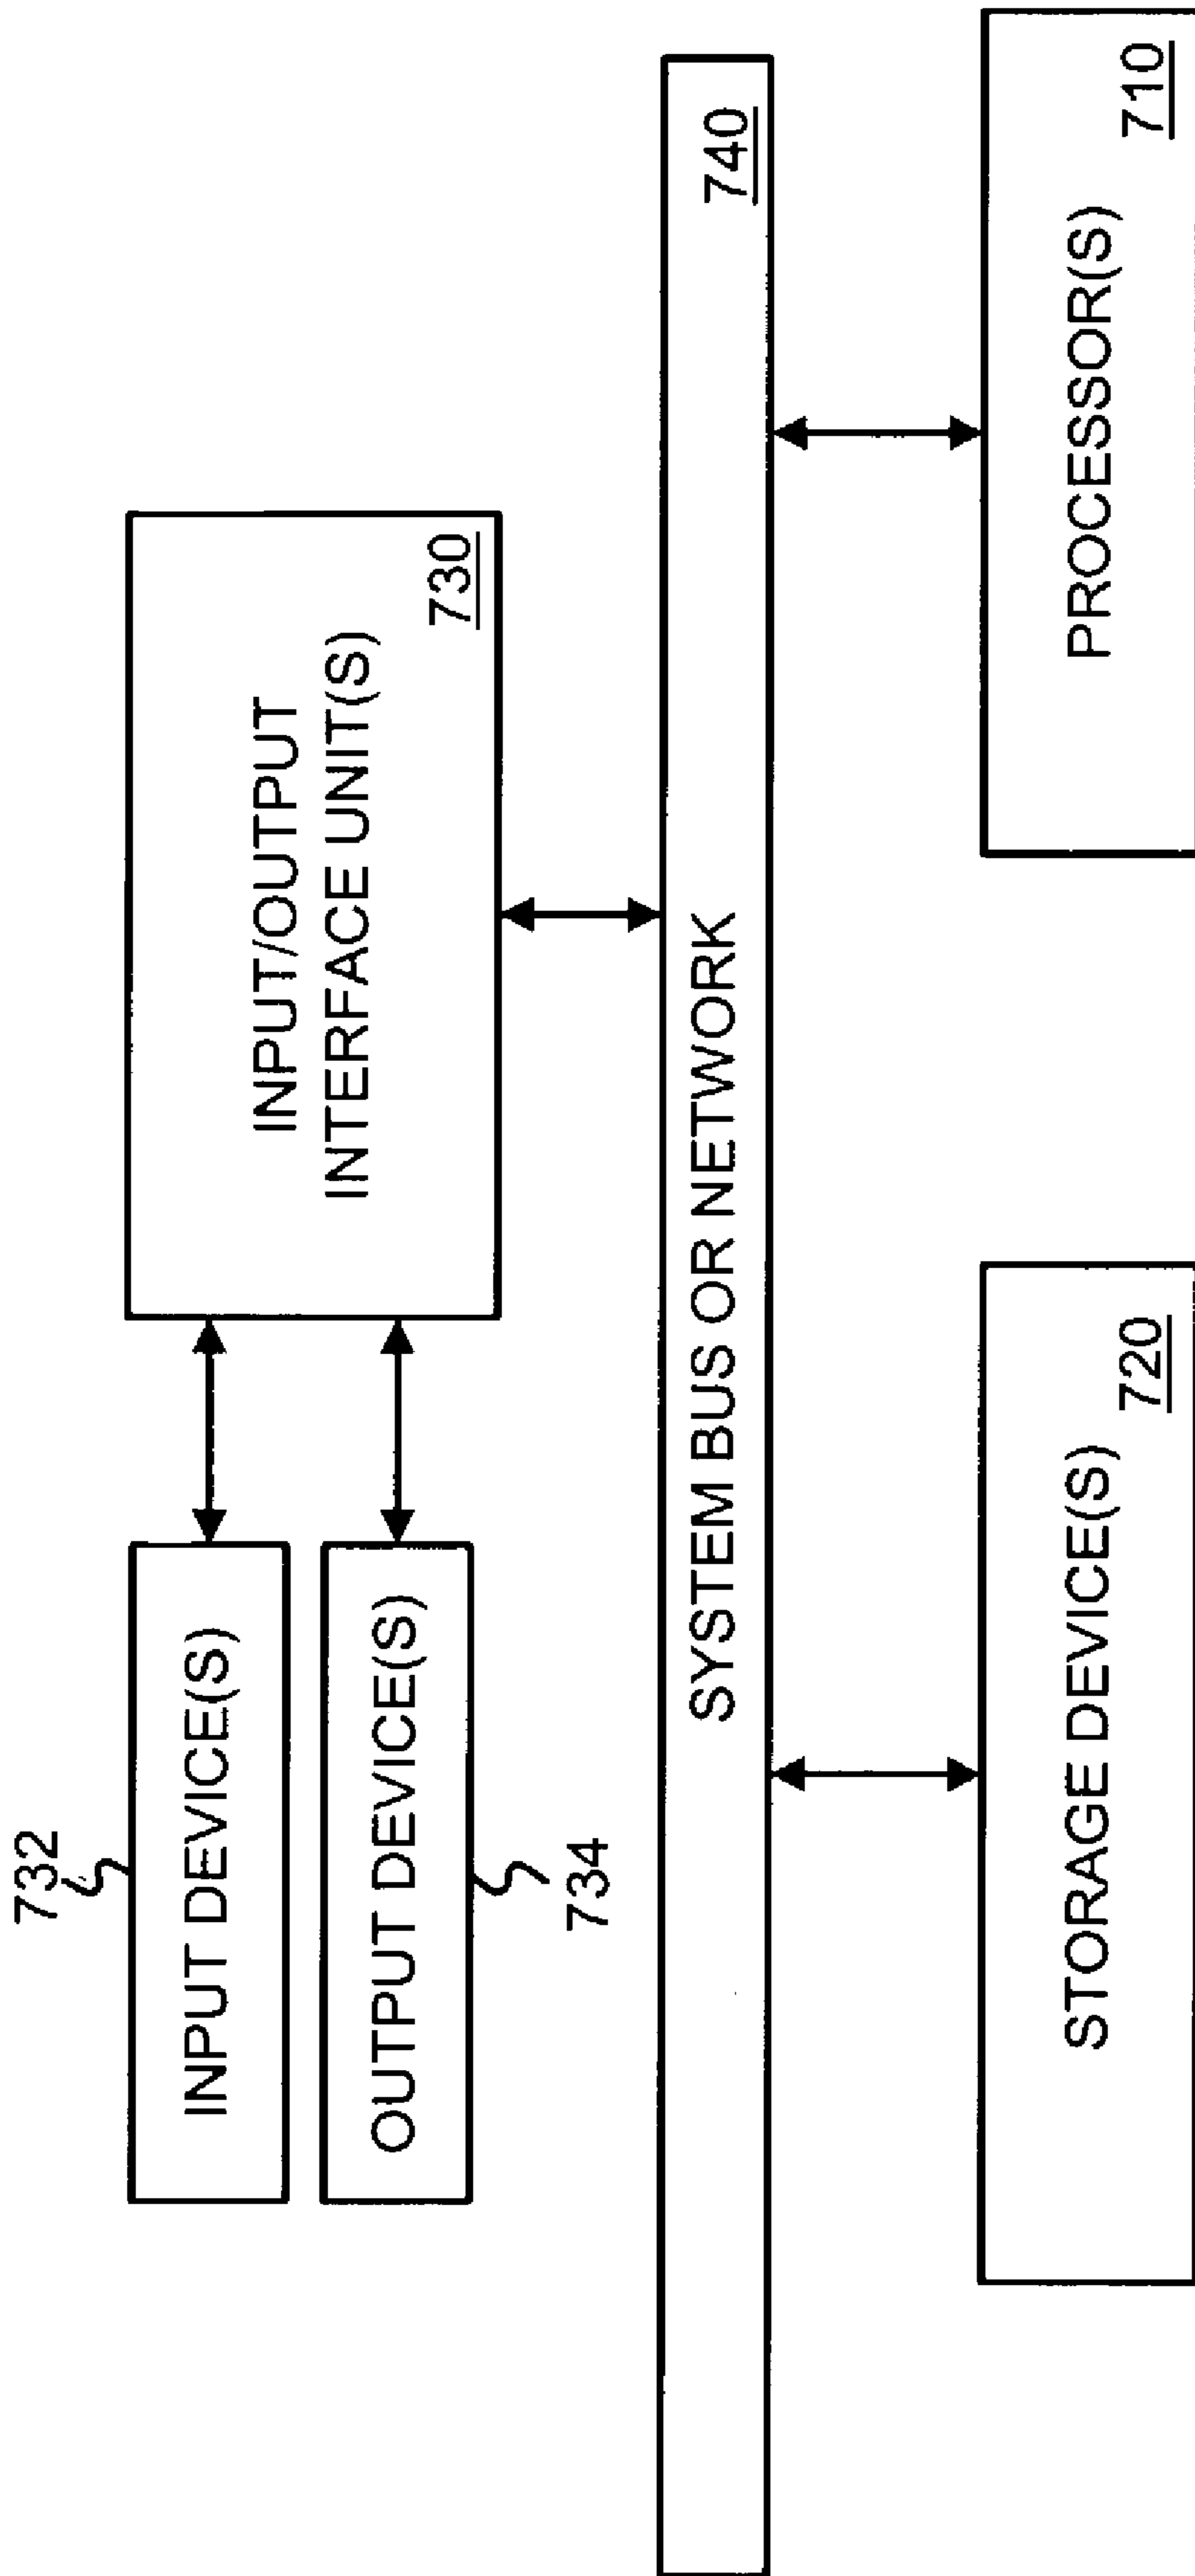 732
INPUT DEVICE(S)
OUTPUT DEVICE(S)
734
INPUT/OUTPUT
INTERFACE UNIT(S)
730
SYSTEM BUS OR NETWORK
740
STORAGE DEVICE(S)
720
PROCESSOR(S)
710